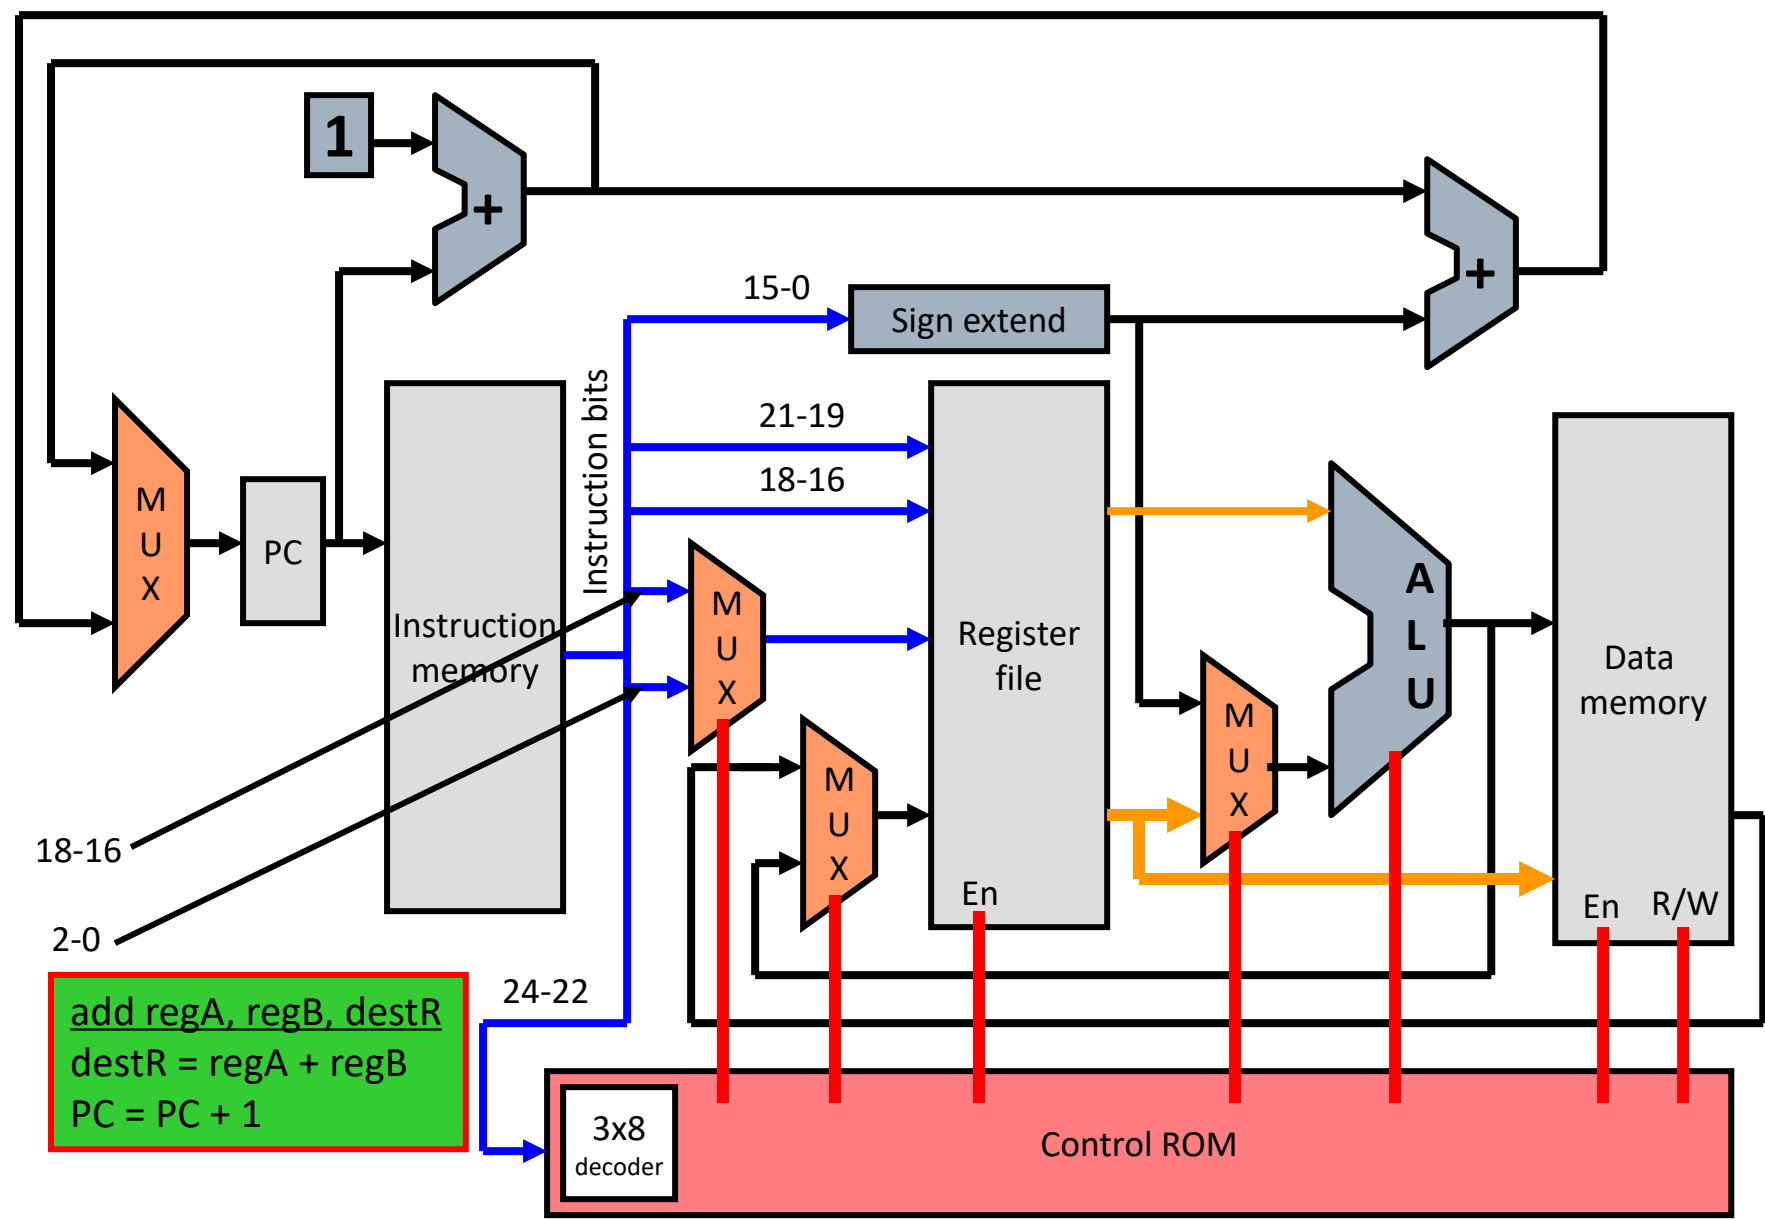 1
+
+
15-0
Sign extend
Instruction bits
21-19
18-16
M
U
X
PC
Instruction
memory
M
U
X
Register
file
En
A
L
U
M
U
X
M
U
X
Data
memory
En
R/W
18-16
2-0
24-22
add regA, regB, destR
destR = regA + regB
PC = PC + 1
3x8
decoder
Control ROM